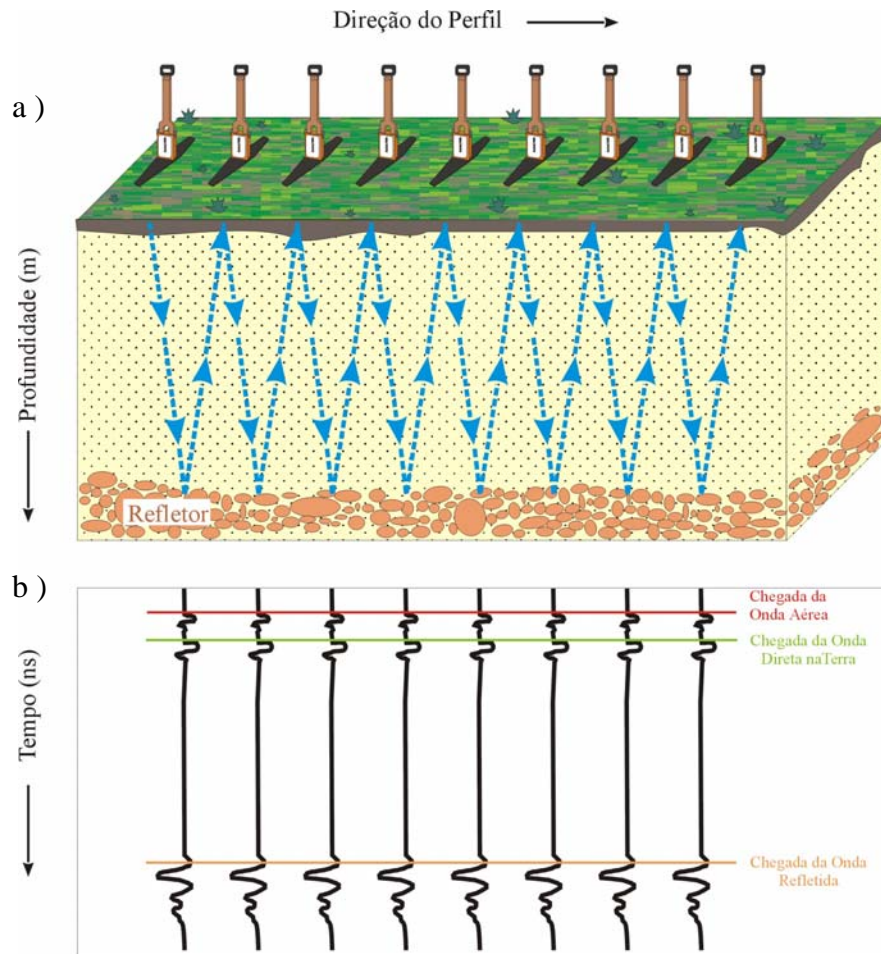 Direção do Perfil
a )
Profundidade (m)
Refletor
b )
Tempo (ns)
Chegada da
Onda Aérea
Chegada da Onda
Direta naTerra
Chegada da Onda
Refletida